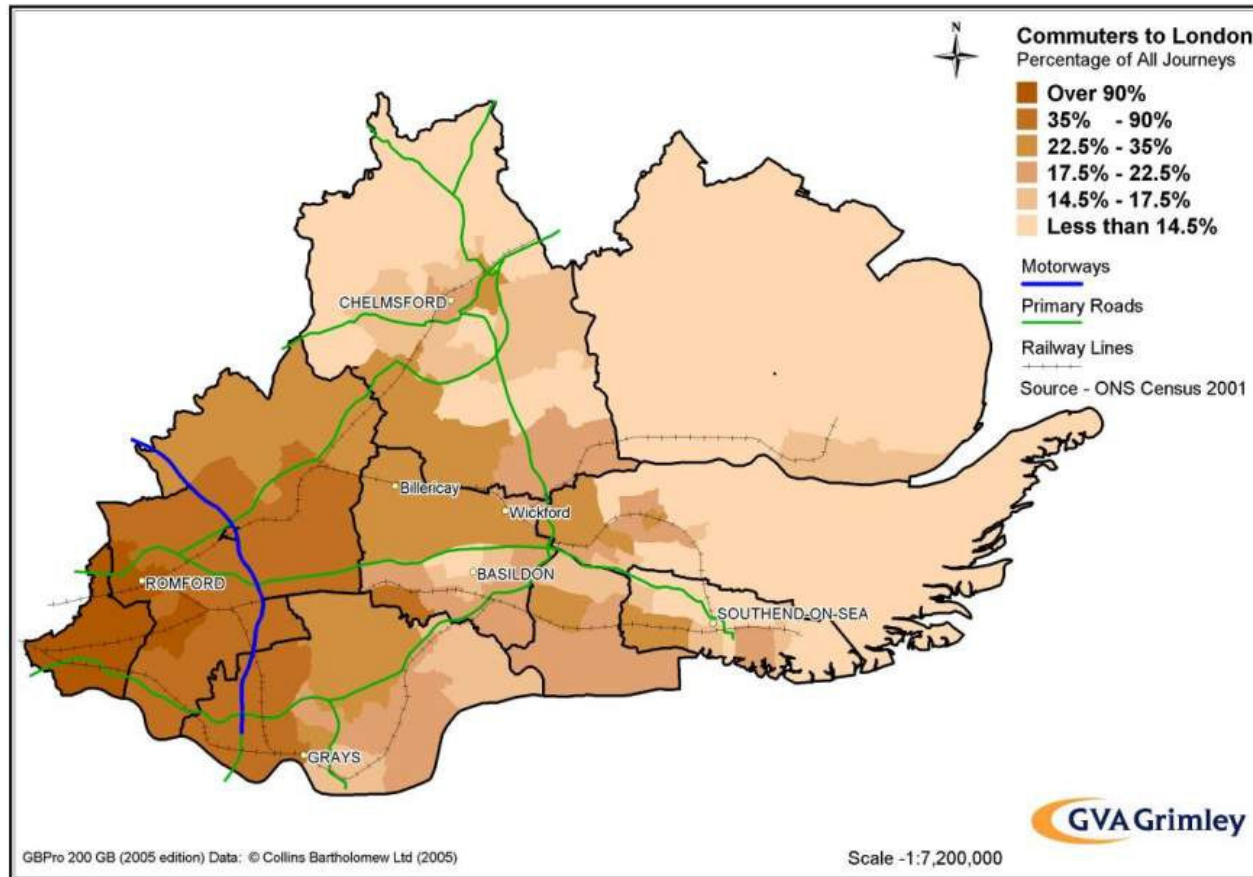 N
Commuters to London
Percentage of All Journeys
Over 90%
35% - 90%
22.5% - 35%
17.5% - 22.5%
14.5% - 17.5%
Less than 14.5%
Motorways
Primary Roads
Railway Lines
Source - ONS Census 2001
CHELMSFORD
Billericay
Wickford
BASILDON
ROMFORD
SOUTHEND-ON-SEA
GRAYS
GVA Grimley
GBPro 200 GB (2005 edition) Data: © Collins Bartholomew Ltd (2005)
Scale -1:7,200,000